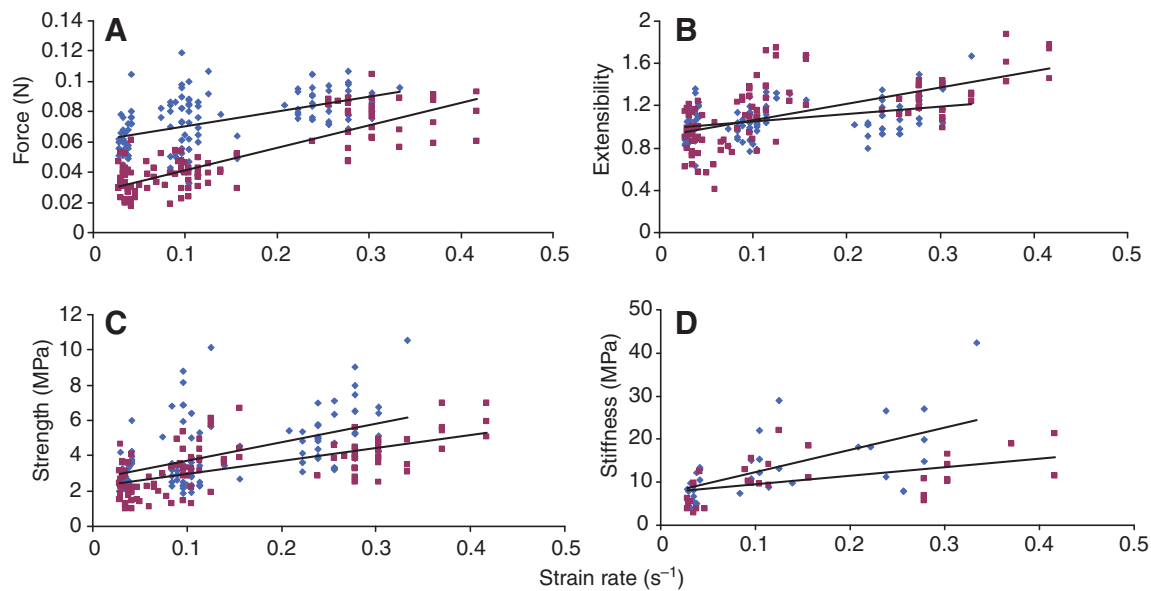 A
Force (N)
0.14
0.12
0.1
0.08
0.06
0.04
0.02
0
0 0.1 0.2 0.3 0.4 0.5
B
Extensibility
2
1.6
1.2
0.8
0.4
0
0 0.1 0.2 0.3 0.4 0.5
C
Strength (MPa)
12
10
8
6
4
2
0
0 0.1 0.2 0.3 0.4 0.5
D
Stiffness (MPa)
50
40
30
20
10
0
0 0.1 0.2 0.3 0.4 0.5
Strain rate (s⁻¹)